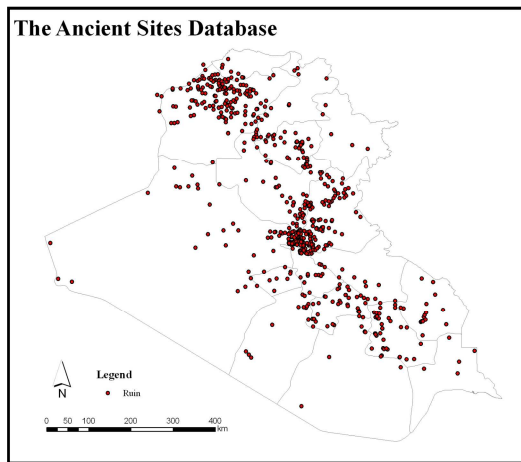 The Ancient Sites Database
Legend
Ruin
N
0 50 100 200 300 400
km